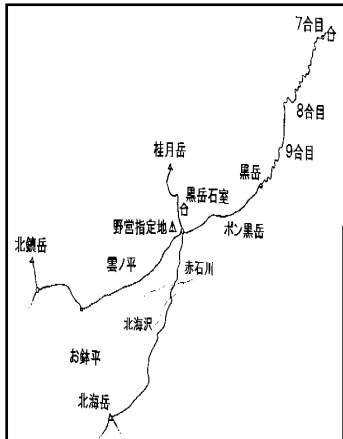 7合目
8合目
9合目
桂月岳
黒岳
黒岳石室
野営指定地
ポン黒岳
北鎮岳
雲ノ平
赤石川
北海沢
お鉢平
北海岳